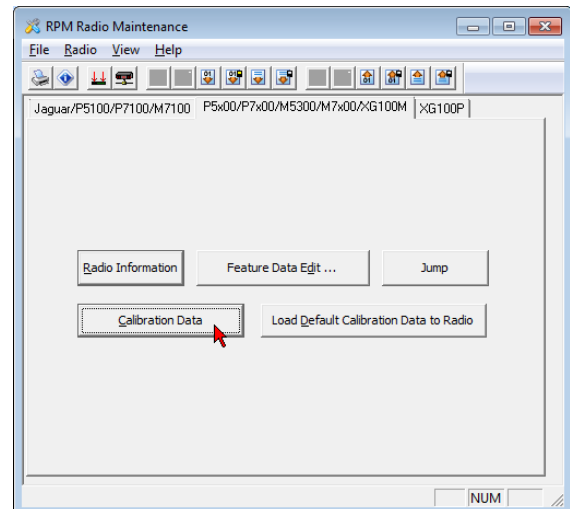 RPM Radio Maintenance
File Radio View Help
Jaguar/P5100/P7100/M7100 P5x00/P7x00/M5300/M7x00/XG100M XG100P
Radio Information Feature Data Edit ... Jump
Calibration Data Load Default Calibration Data to Radio
NUM